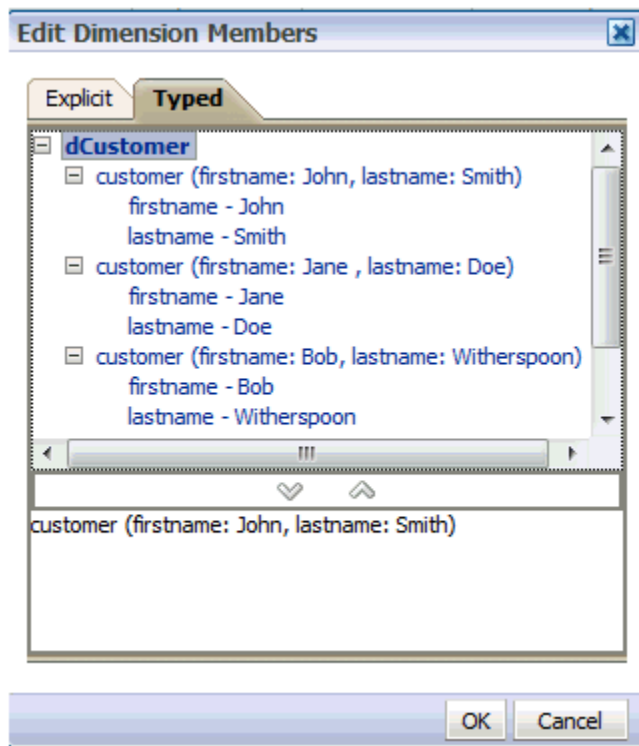 Edit Dimension Members
Explicit Typed
dCustomer
customer (firstname: John, lastname: Smith)
firstname - John
lastname - Smith
customer (firstname: Jane , lastname: Doe)
firstname - Jane
lastname - Doe
customer (firstname: Bob, lastname: Witherspoon)
firstname - Bob
lastname - Witherspoon
customer (firstname: John, lastname: Smith)
OK Cancel